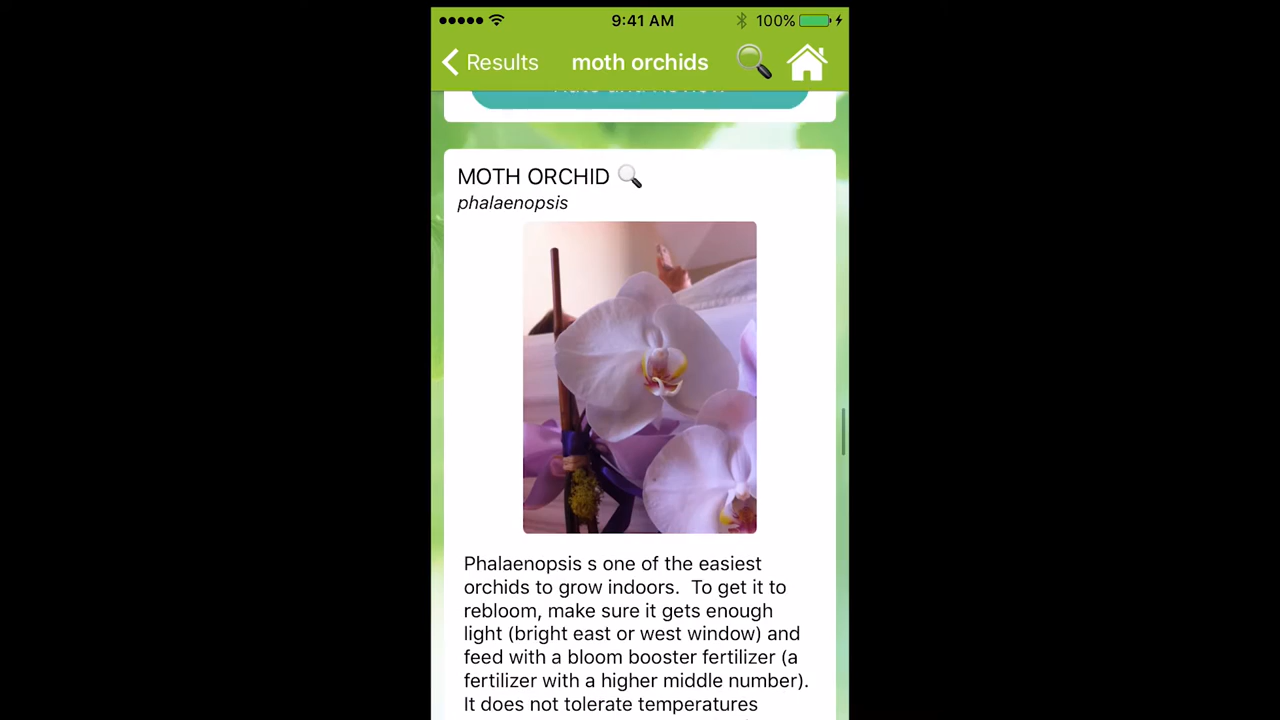 9:41 AM 100%
Results moth orchids
MOTH ORCHID
phalaenopsis
Phalaenopsis s one of the easiest
orchids to grow indoors. To get it to
rebloom, make sure it gets enough
light (bright east or west window) and
feed with a bloom booster fertilizer (a
fertilizer with a higher middle number).
It does not tolerate temperatures